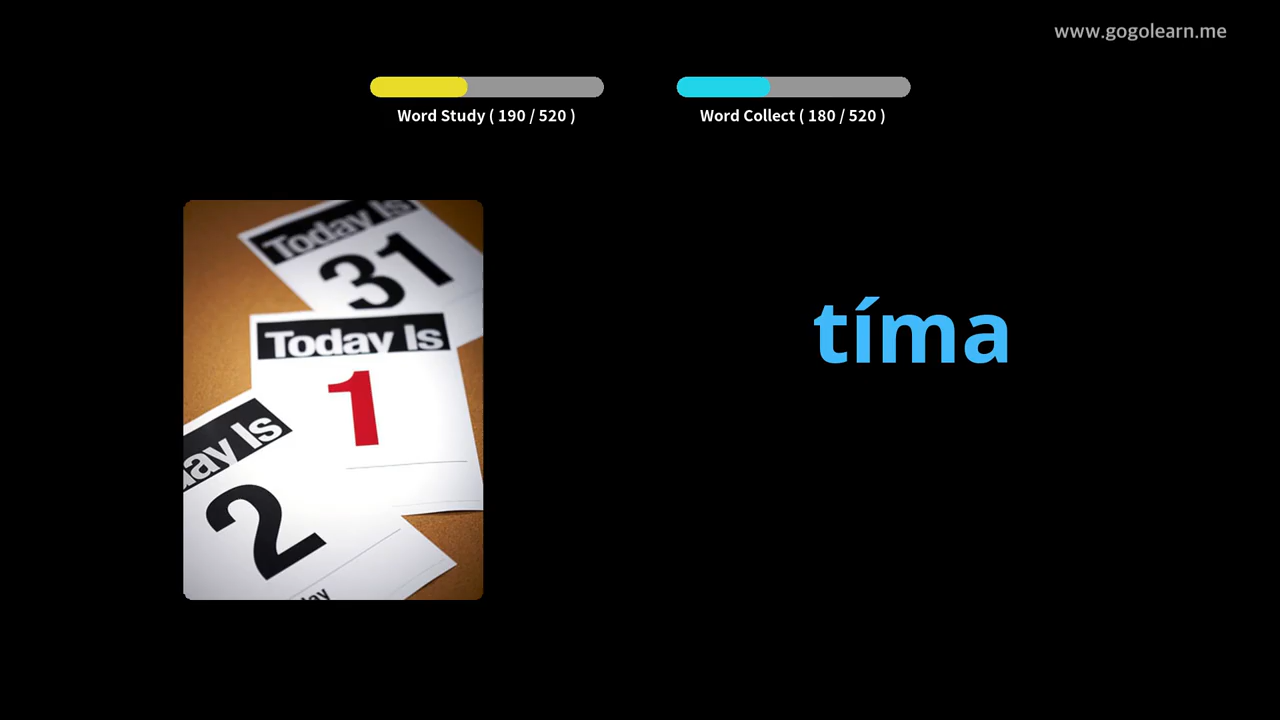 www.gogolearn.me
Word Study ( 190 / 520 )
Word Collect ( 180 / 520 )
Today Is
31
Today Is
1
ay Is
2
tíma